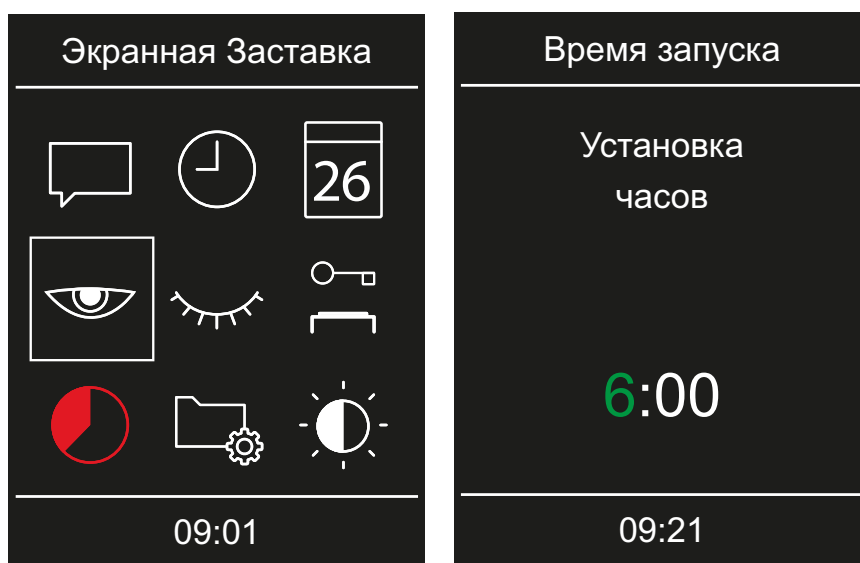 Экранная Заставка
26
09:01
Время запуска
Установка
часов
6:00
09:21